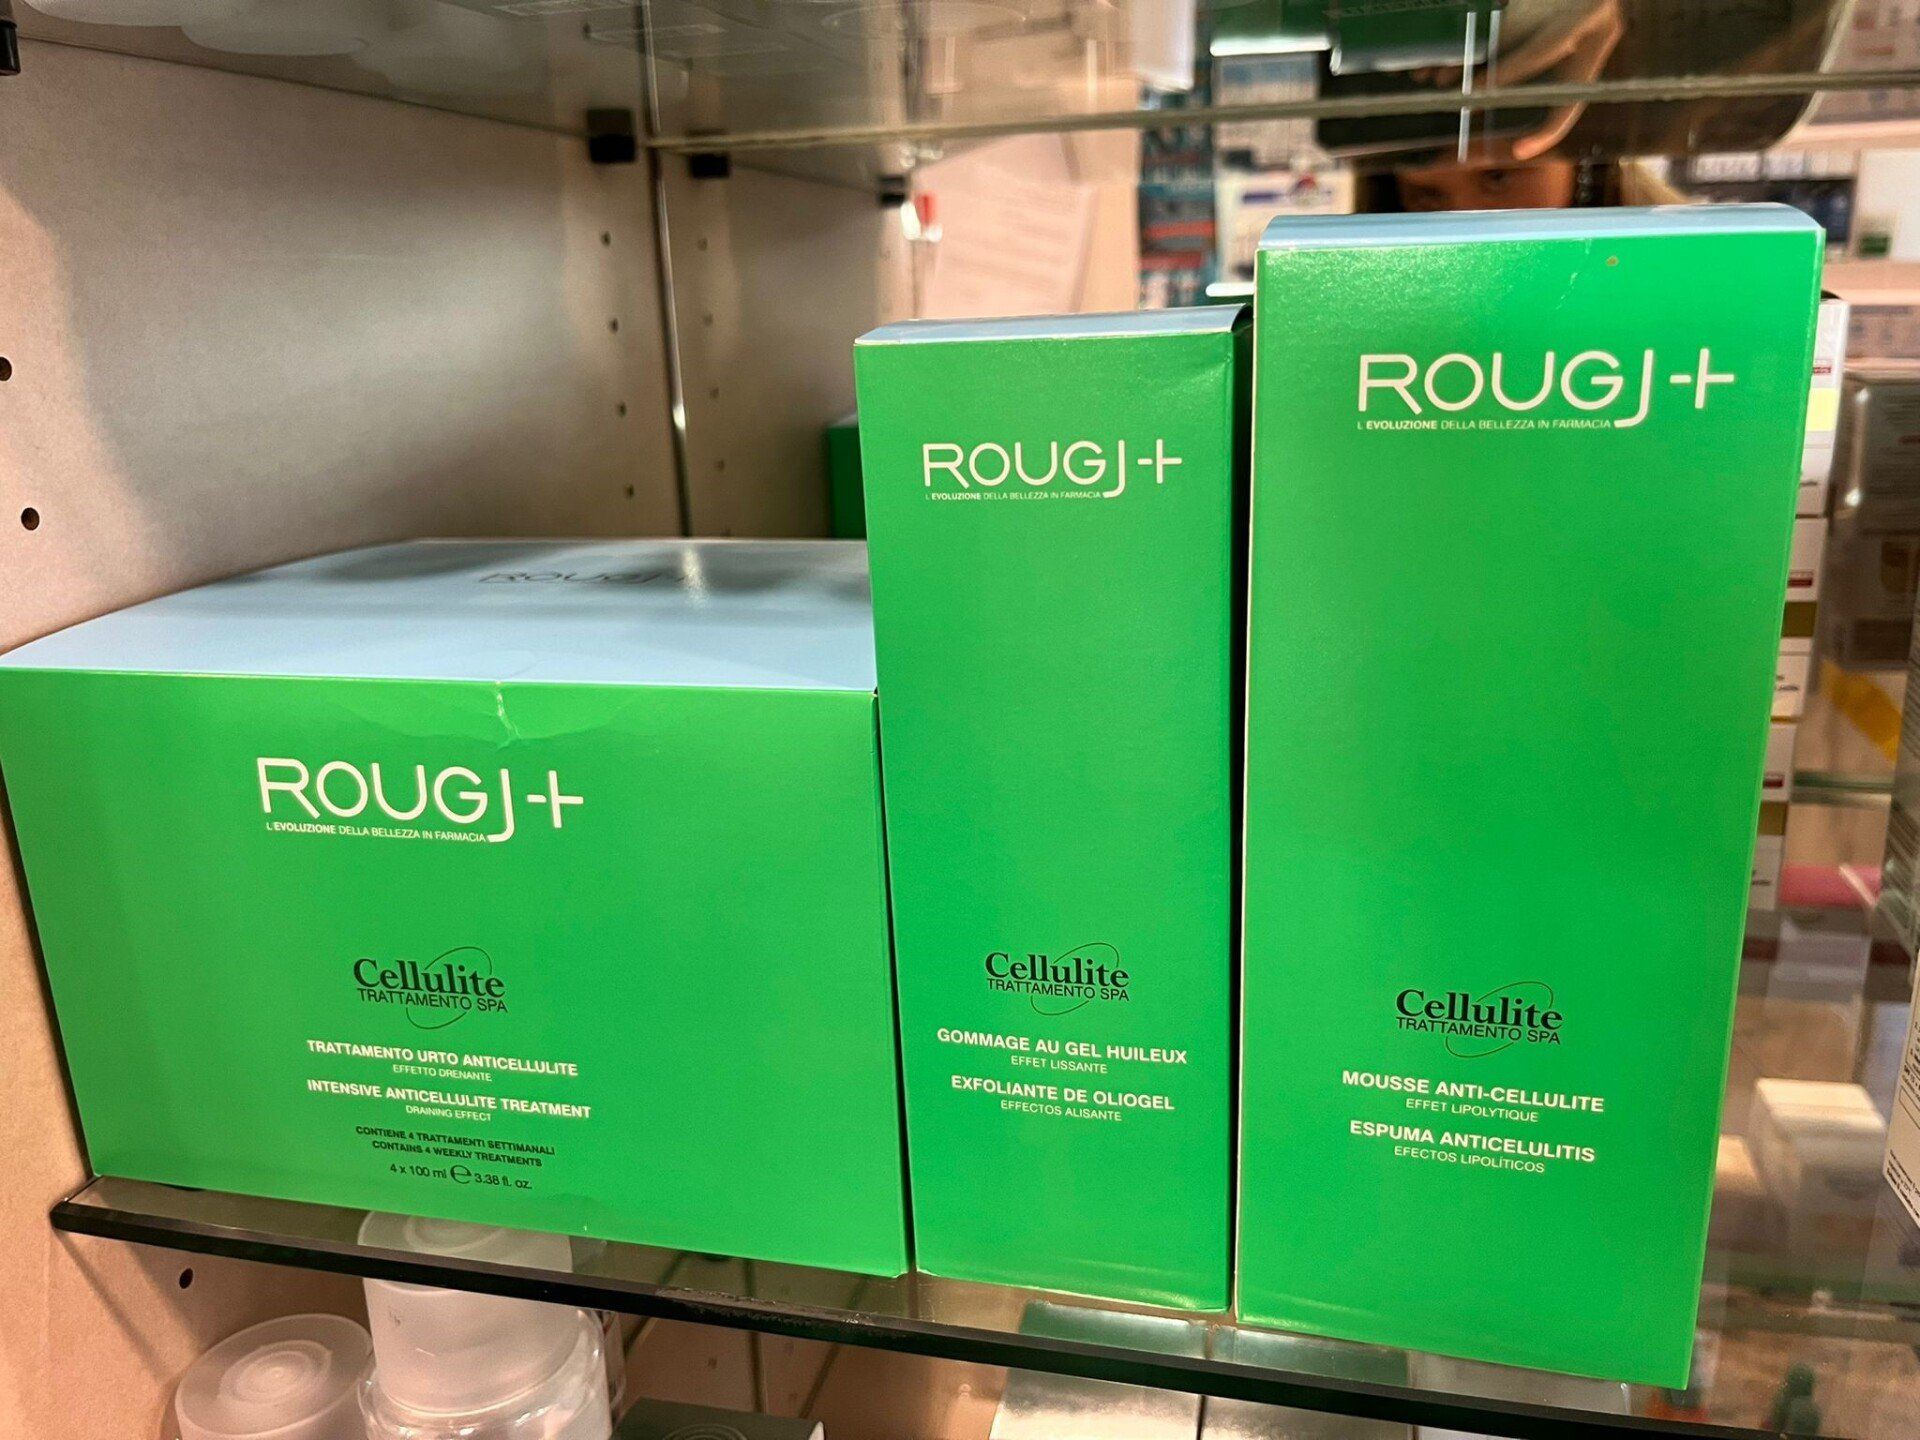 ROUGJ+
ROUGJ+
L'EVOLUZIONE DELLA BELLEZZA IN FARMACIA
Cellulite
TRATTAMENTO SPA
TRATTAMENTO URTO ANTICELLULITE
EFFETTO DRENANTE
INTENSIVE ANTICELLULITE TREATMENT
DRAINING EFFECT
CONTIENE 4 TRATTAMENTI SETTIMANALI
CONTAINS 4 WEEKLY TREATMENTS
4 x 100 ml ℮ 3.38 fl. oz.
ROUGJ+
L'EVOLUZIONE DELLA BELLEZZA IN FARMACIA
Cellulite
TRATTAMENTO SPA
GOMMAGE AU GEL HUILEUX
EFFET LISSANTE
EXFOLIANTE DE OLIOGEL
EFFECTOS ALISANTE
ROUGJ+
L'EVOLUZIONE DELLA BELLEZZA IN FARMACIA
Cellulite
TRATTAMENTO SPA
MOUSSE ANTI-CELLULITE
EFFET LIPOLYTIQUE
ESPUMA ANTICELULITIS
EFECTOS LIPOLÍTICOS